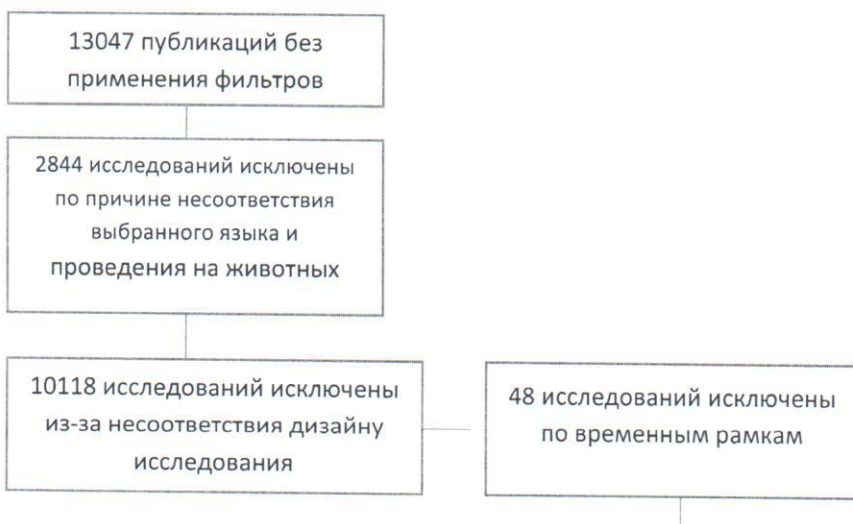 13047 публикаций без
применения фильтров
2844 исследований исключены
по причине несоответствия
выбранного языка и
проведения на животных
10118 исследований исключены
из-за несоответствия дизайну
исследования
48 исследований исключены
по временным рамкам